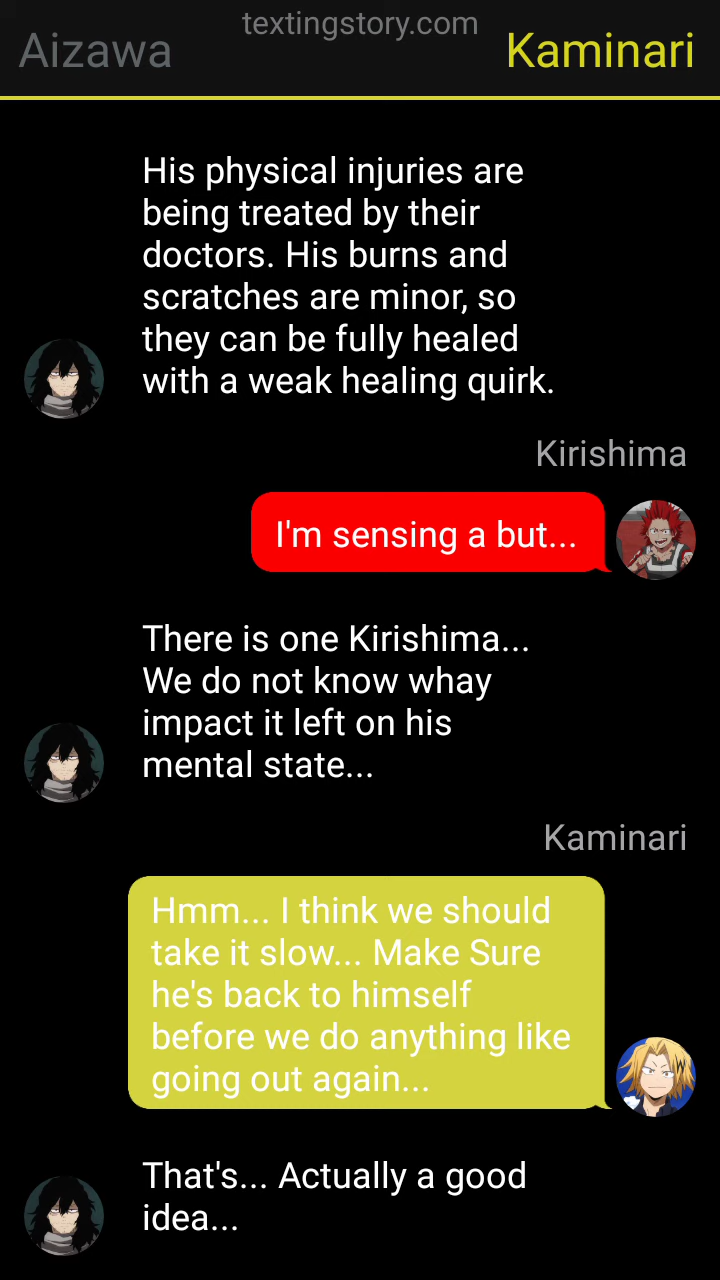 textingstory.com
Aizawa
Kaminari
His physical injuries are
being treated by their
doctors. His burns and
scratches are minor, so
they can be fully healed
with a weak healing quirk.
Kirishima
I'm sensing a but...
There is one Kirishima...
We do not know whay
impact it left on his
mental state...
Kaminari
Hmm... I think we should
take it slow... Make Sure
he's back to himself
before we do anything like
going out again...
That's... Actually a good
idea...